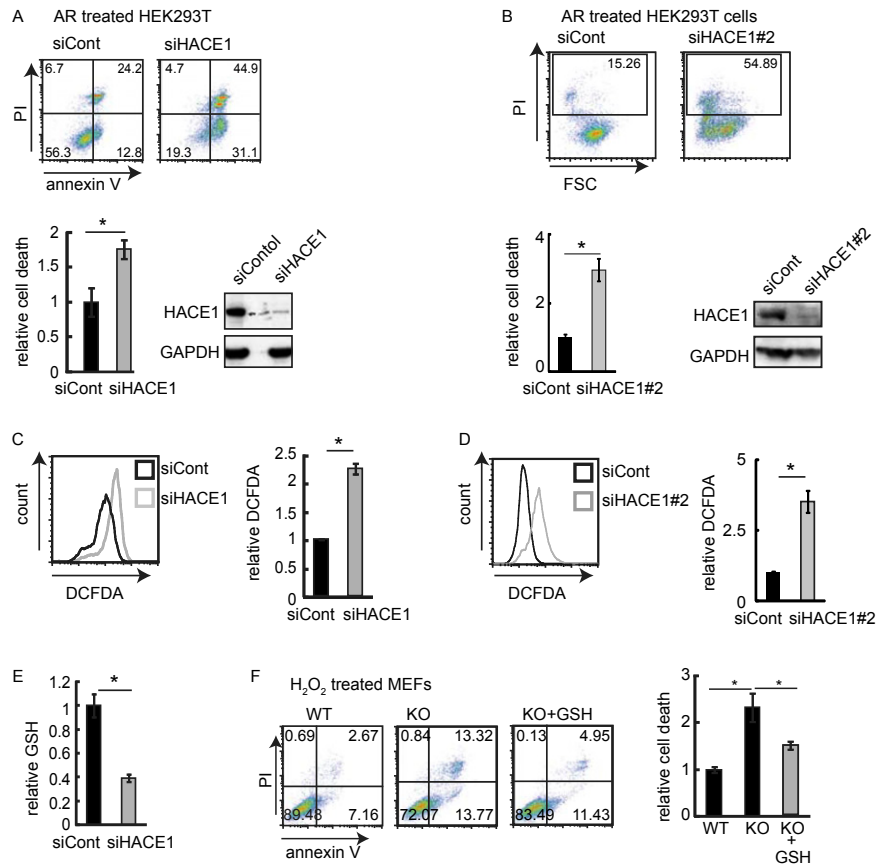 A
AR treated HEK293T
siCont
siHACE1
6.7
24.2
56.3
12.8
4.7
44.9
19.3
31.1
PI
annexin V
relative cell death
2
1.5
1
0.5
0
*
siCont siHACE1
siContol
siHACE1
HACE1
GAPDH
B
AR treated HEK293T cells
siCont
siHACE1#2
15.26
54.89
PI
FSC
relative cell death
4
2
0
*
siCont siHACE1#2
siCont
siHACE1#2
HACE1
GAPDH
C
count
DCFDA
siCont
siHACE1
relative DCFDA
2.5
2
1.5
1
0.5
0
*
siCont siHACE1
D
count
DCFDA
siCont
siHACE1#2
relative DCFDA
5
2.5
0
*
siCont siHACE1#2
E
relative GSH
1.2
1
0.8
0.6
0.4
0.2
0
*
siCont siHACE1
F
H₂O₂ treated MEFs
WT
KO
KO+GSH
0.69
2.67
89.48
7.16
0.84
13.32
72.07
13.77
0.13
4.95
83.49
11.43
PI
annexin V
relative cell death
3
2
1
0
*
*
WT
KO
KO
+
GSH